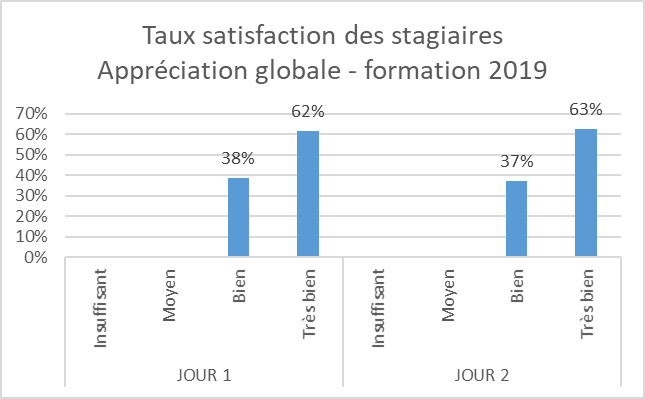 Taux satisfaction des stagiaires
Appréciation globale - formation 2019
70%
60%
50%
40%
30%
20%
10%
0%
38%
62%
37%
63%
Insuffisant
Moyen
Bien
Très bien
Insuffisant
Moyen
Bien
Très bien
JOUR 1
JOUR 2